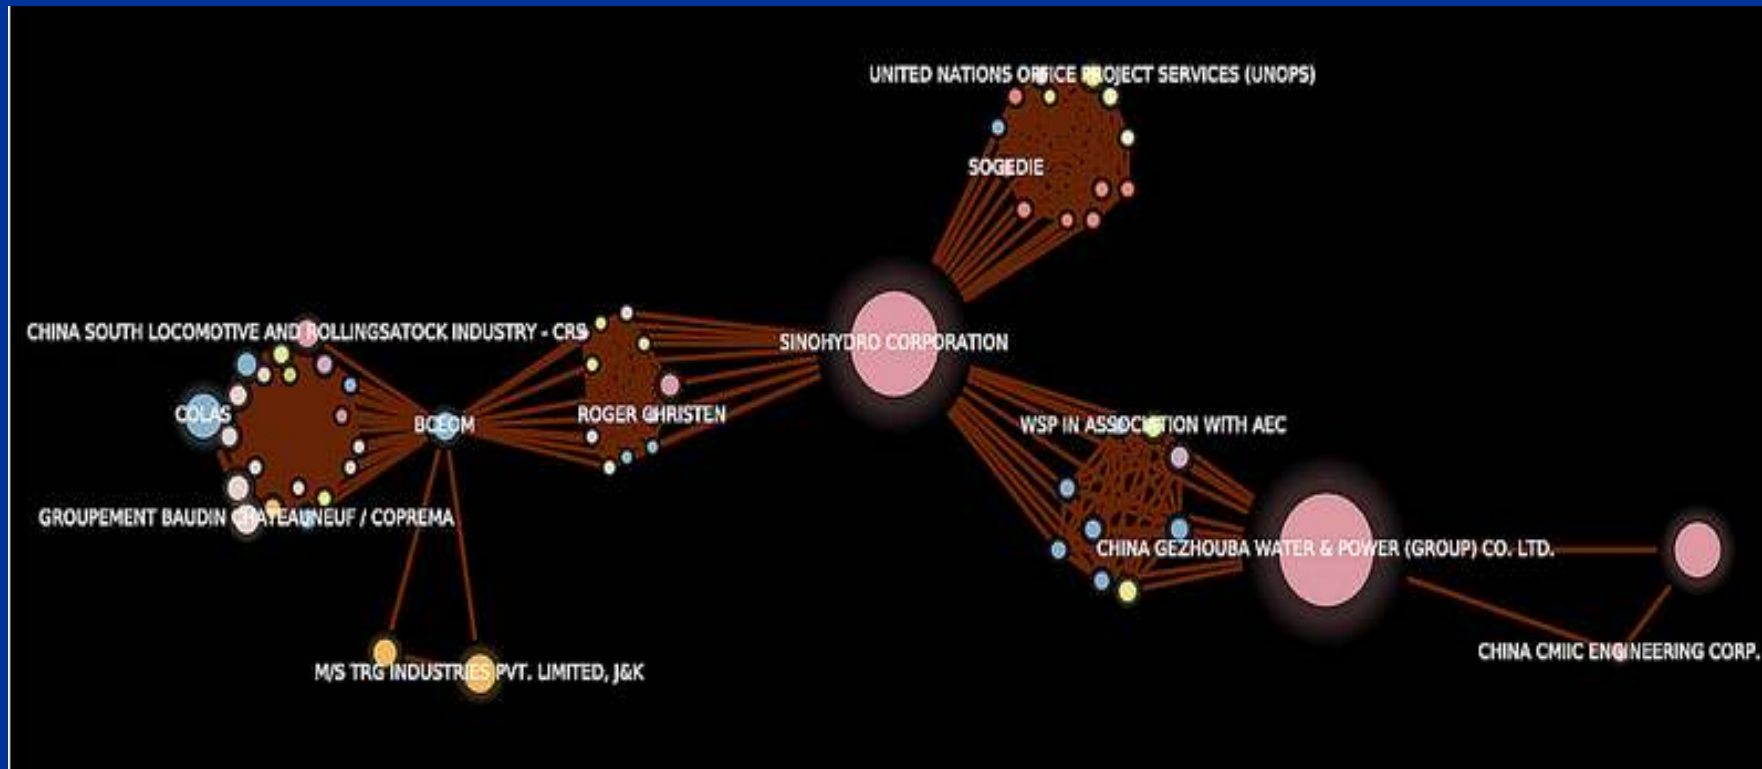 UNITED NATIONS OFFICE PROJECT SERVICES (UNOPS)
SOGEDIE
CHINA SOUTH LOCOMOTIVE AND ROLLINGSATOCK INDUSTRY - CRS
SINOHYDRO CORPORATION
COLAS
BCEOM
ROGER CHRISTEN
WSP IN ASSOCIATION WITH AEC
GROUPEMENT BAUDIN CHATEAUNEUF / COPREMA
CHINA GEZHOUBA WATER & POWER (GROUP) CO. LTD.
CHINA CMIIC ENGINEERING CORP.
M/S TRG INDUSTRIES PVT. LIMITED, J&K